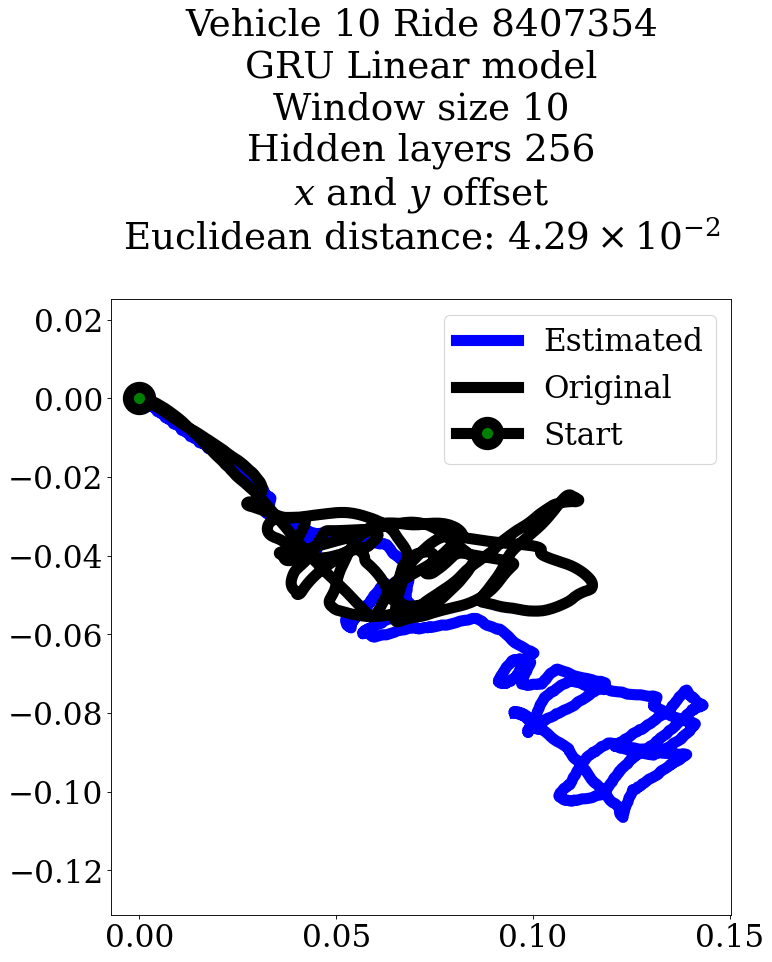 Vehicle 10 Ride 8407354
GRU Linear model
Window size 10
Hidden layers 256
x and y offset
Euclidean distance: 4.29 × 10⁻²
Estimated
Original
Start
0.02
0.00
−0.02
−0.04
−0.06
−0.08
−0.10
−0.12
0.00 0.05 0.10 0.15